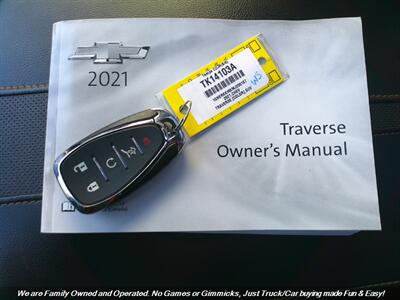 2021
TK14103A
Traverse
Owner's Manual
We are Family Owned and Operated. No Games or Gimmicks, Just Truck/Car buying made Fun & Easy!